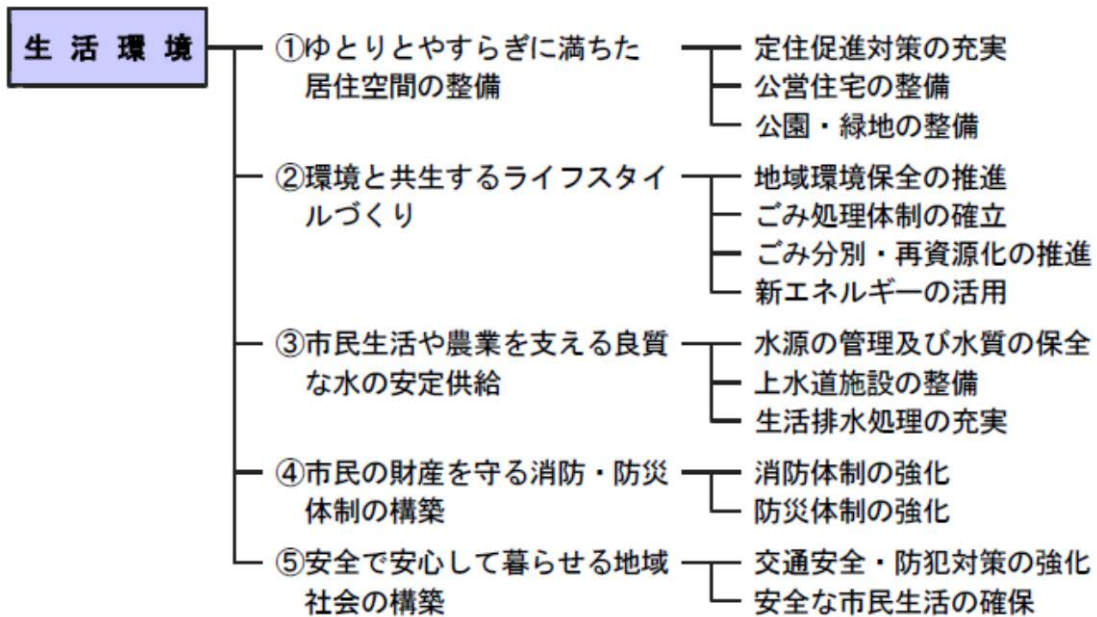 生活環境
①ゆとりとやすらぎに満ちた
居住空間の整備
定住促進対策の充実
公営住宅の整備
公園・緑地の整備
②環境と共生するライフスタイ
ルづくり
地域環境保全の推進
ごみ処理体制の確立
ごみ分別・再資源化の推進
新エネルギーの活用
③市民生活や農業を支える良質
な水の安定供給
水源の管理及び水質の保全
上水道施設の整備
生活排水処理の充実
④市民の財産を守る消防・防災
体制の構築
消防体制の強化
防災体制の強化
⑤安全で安心して暮らせる地域
社会の構築
交通安全・防犯対策の強化
安全な市民生活の確保